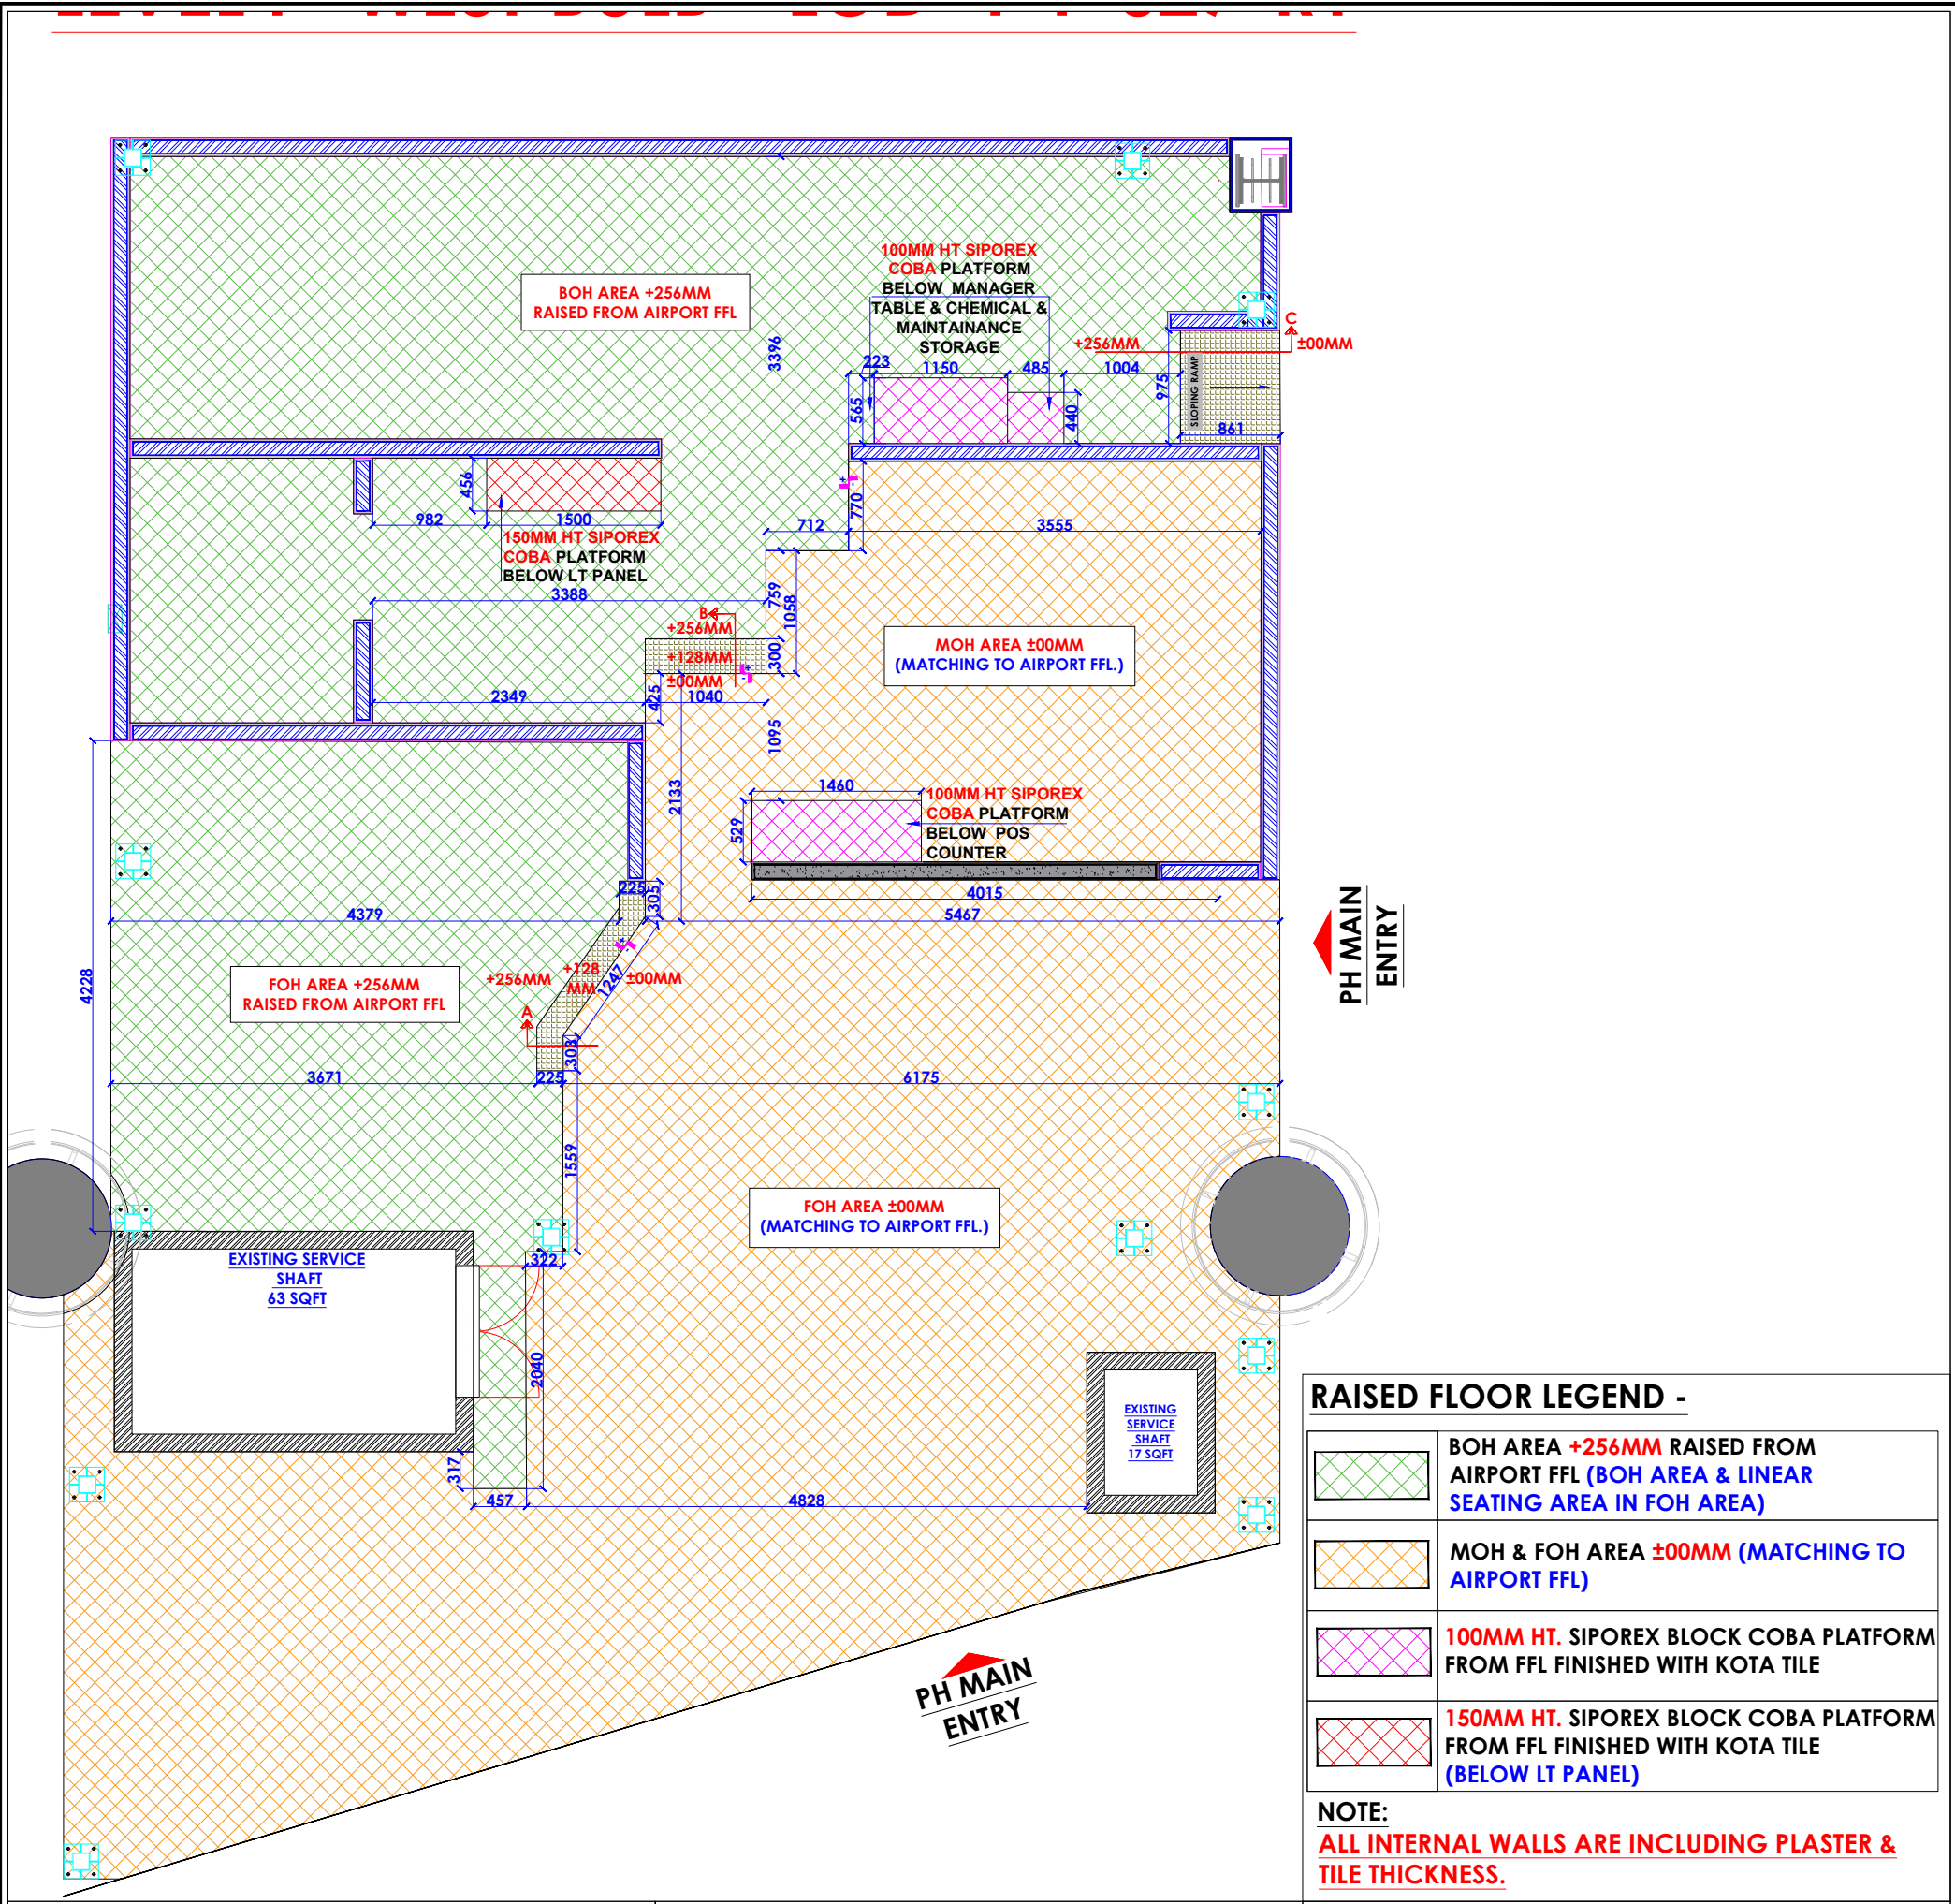 BOH AREA +256MM
RAISED FROM AIRPORT FFL
3396
100MM HT SIPOREX
COBA PLATFORM
BELOW MANAGER
TABLE & CHEMICAL &
MAINTAINANCE
STORAGE
223
1150
485
1004
565
440
975
+256MM
C
±00MM
SLOPING RAMP
861
456
982
1500
150MM HT SIPOREX
COBA PLATFORM
BELOW LT PANEL
712
770
3555
3388
759
1058
B
+256MM
+128MM
±00MM
300
425
2349
1040
MOH AREA ±00MM
(MATCHING TO AIRPORT FFL.)
1095
2133
1460
529
100MM HT SIPOREX
COBA PLATFORM
BELOW POS
COUNTER
225
305
4015
4379
5467
4228
FOH AREA +256MM
RAISED FROM AIRPORT FFL
+256MM
+128
MM
1247
±00MM
A
303
3671
225
6175
PH MAIN
ENTRY
1559
FOH AREA ±00MM
(MATCHING TO AIRPORT FFL.)
EXISTING SERVICE
SHAFT
63 SQFT
322
2040
317
457
4828
EXISTING
SERVICE
SHAFT
17 SQFT
PH MAIN
ENTRY
RAISED FLOOR LEGEND -
BOH AREA +256MM RAISED FROM
AIRPORT FFL (BOH AREA & LINEAR
SEATING AREA IN FOH AREA)
MOH & FOH AREA ±00MM (MATCHING TO
AIRPORT FFL)
100MM HT. SIPOREX BLOCK COBA PLATFORM
FROM FFL FINISHED WITH KOTA TILE
150MM HT. SIPOREX BLOCK COBA PLATFORM
FROM FFL FINISHED WITH KOTA TILE
(BELOW LT PANEL)
NOTE:
ALL INTERNAL WALLS ARE INCLUDING PLASTER &
TILE THICKNESS.